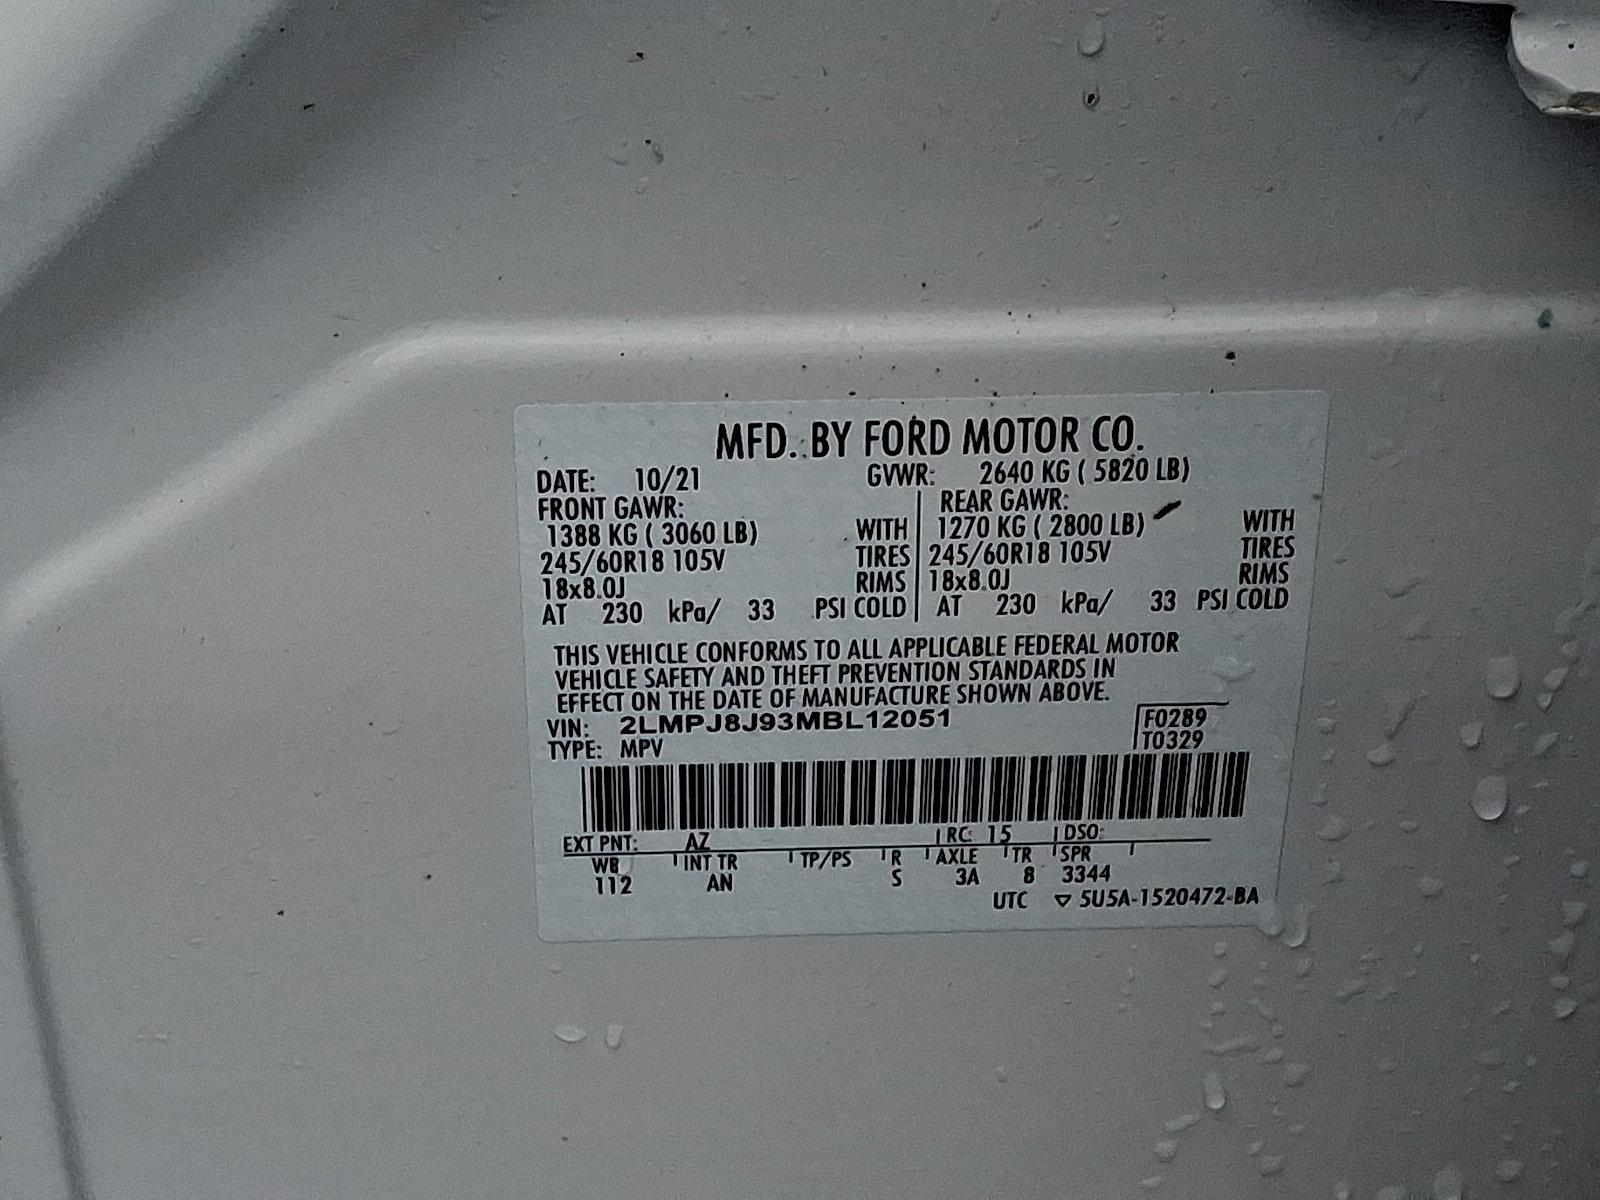 MFD. BY FORD MOTOR CO.
DATE: 10/21 GVWR: 2640 KG ( 5820 LB)
FRONT GAWR: REAR GAWR:
1388 KG ( 3060 LB) WITH 1270 KG ( 2800 LB) WITH
245/60R18 105V TIRES 245/60R18 105V TIRES
18x8.0J RIMS 18x8.0J RIMS
AT 230 kPa/ 33 PSI COLD AT 230 kPa/ 33 PSI COLD
THIS VEHICLE CONFORMS TO ALL APPLICABLE FEDERAL MOTOR
VEHICLE SAFETY AND THEFT PREVENTION STANDARDS IN
EFFECT ON THE DATE OF MANUFACTURE SHOWN ABOVE.
VIN: 2LMPJ8J93MBL12051 F0289
TYPE: MPV T0329
EXT PNT: AZ RC: 15 DSO:
WB INT TR TP/PS R AXLE TR SPR
112 AN S 3A 8 3344
UTC ▽ 5U5A-1520472-BA